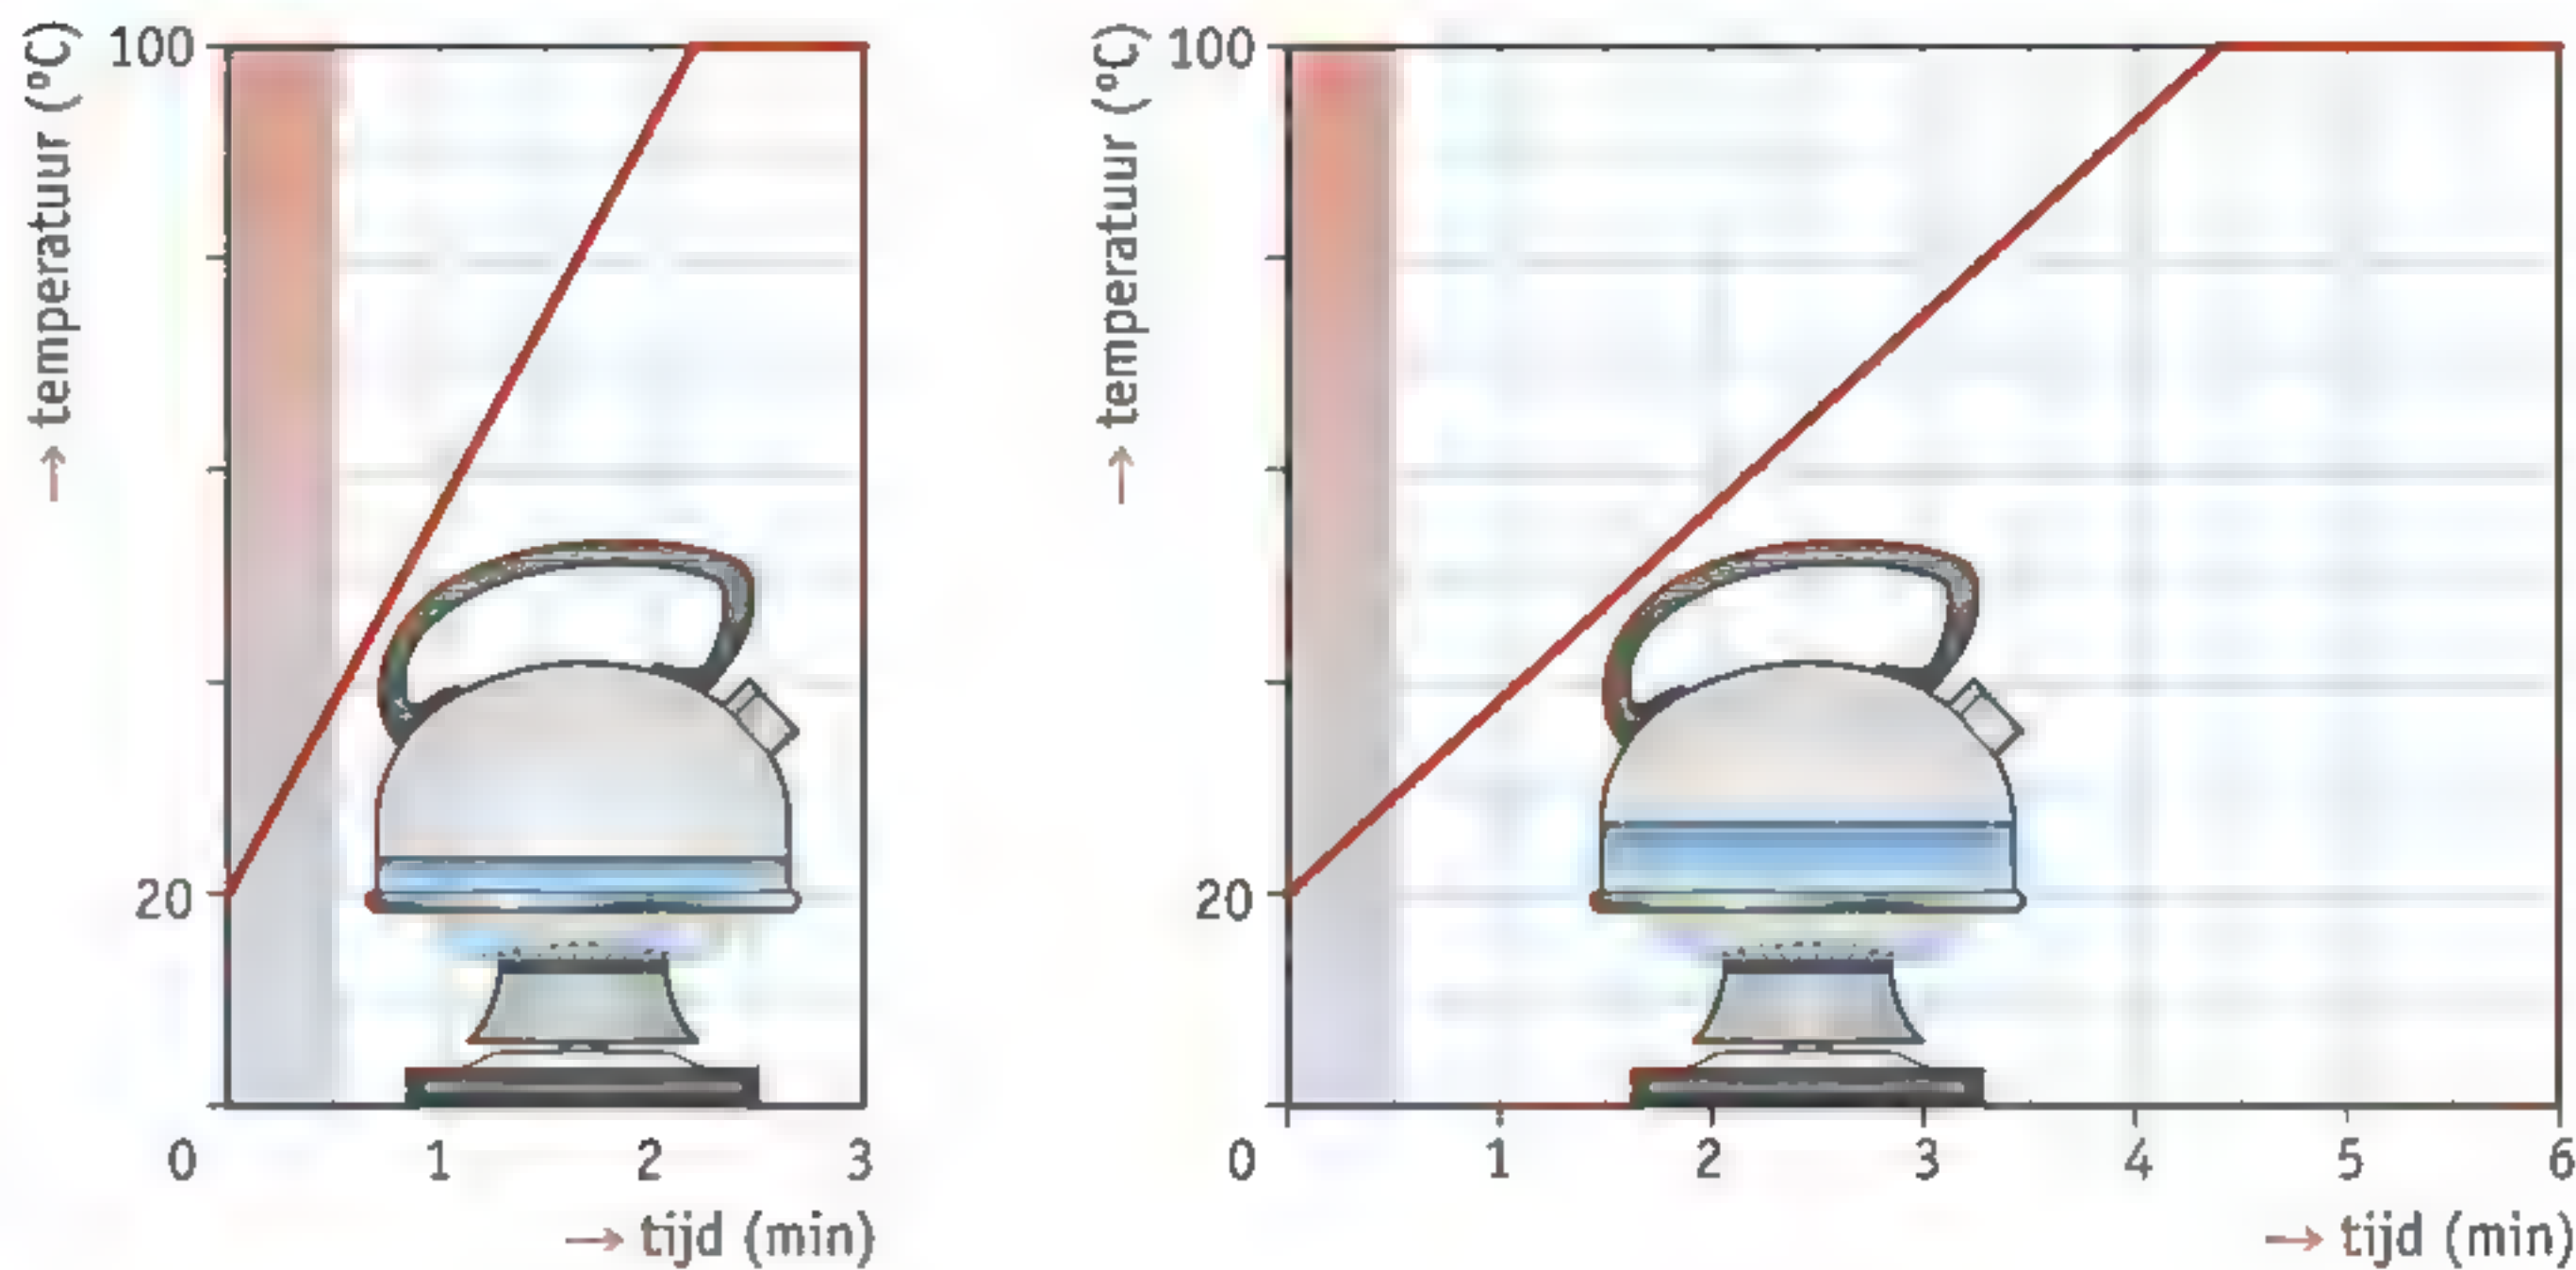 → temperatuur (°C)
100
20
0 1 2 3
→ tijd (min)
→ temperatuur (°C)
100
20
0 1 2 3 4 5 6
→ tijd (min)